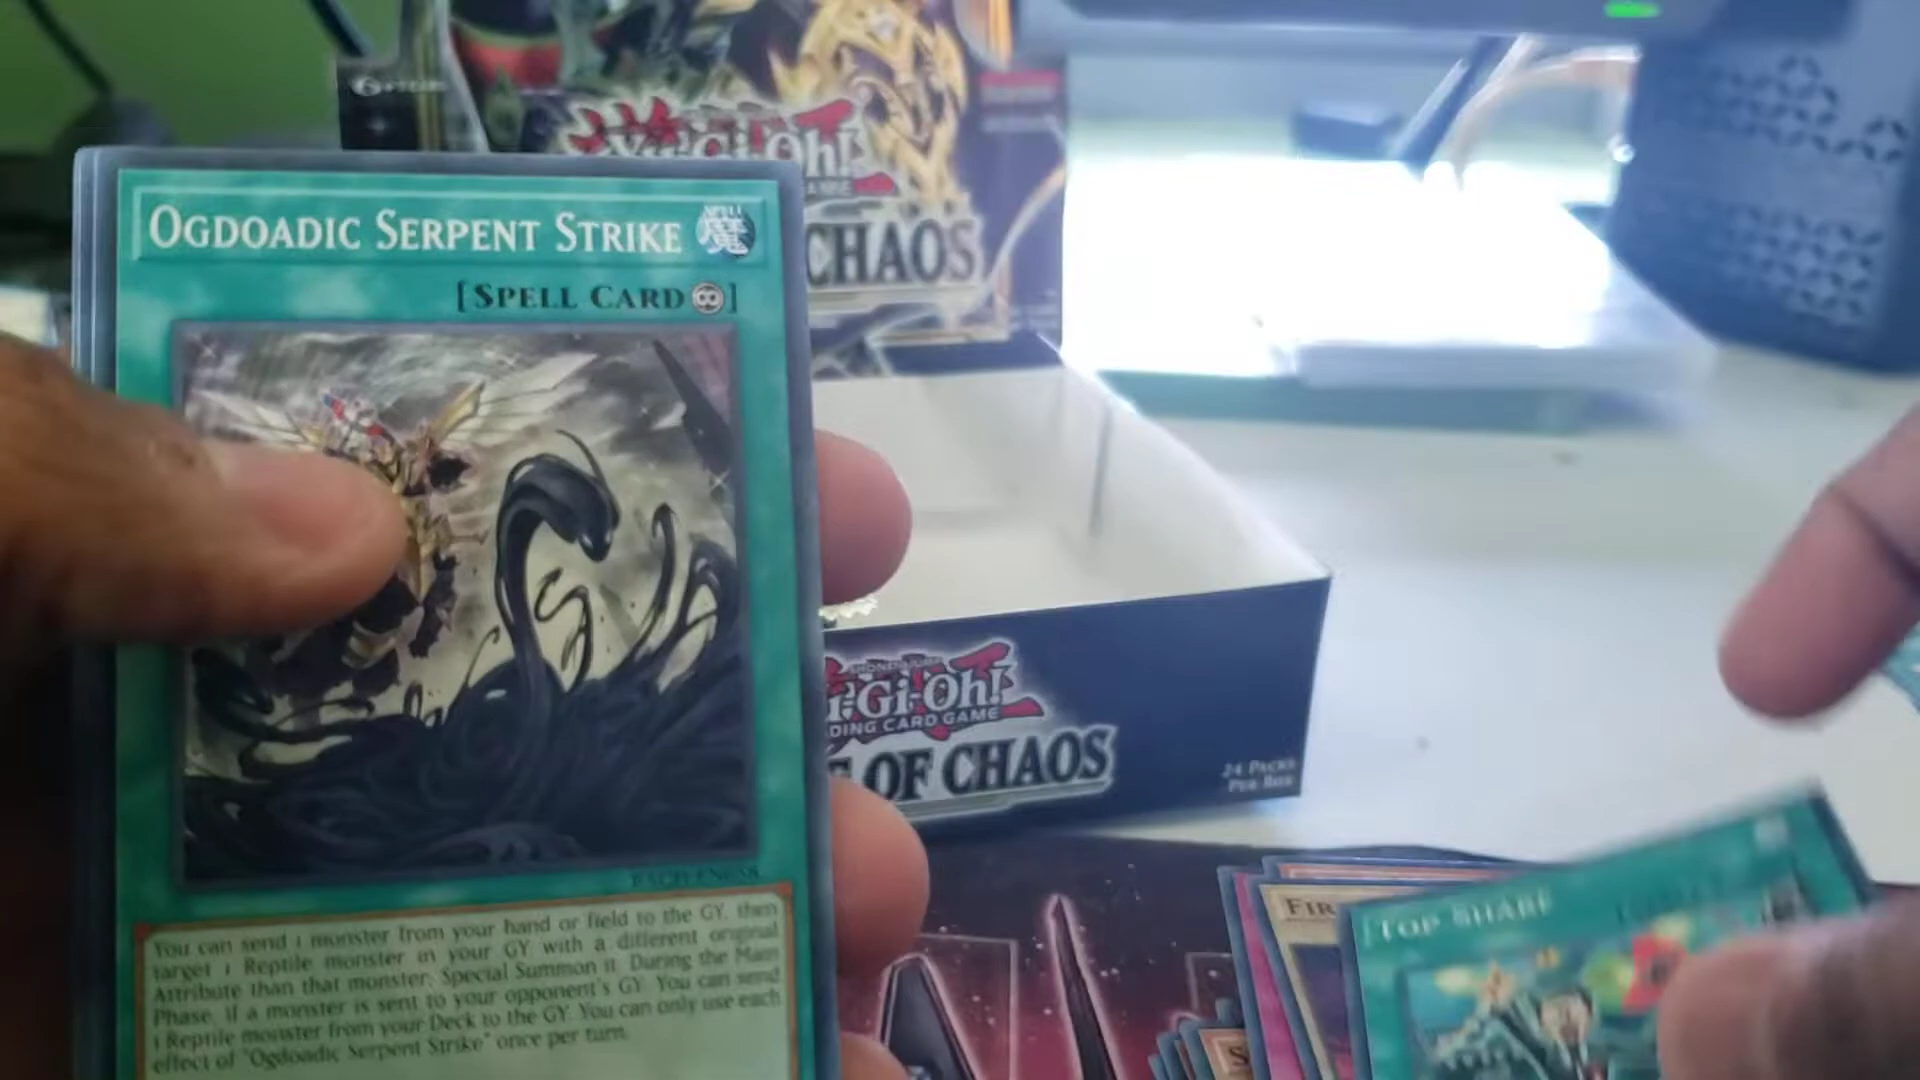 Yu-Gi-Oh!
CHAOS
OGDOADIC SERPENT STRIKE
SPELL
魔
[SPELL CARD]
You can send 1 monster from your hand or field to the GY, then
target 1 Reptile monster in your GY with a different original
Attribute than that monster; Special Summon it. During the Main
Phase, if a monster is sent to your opponent's GY: You can send
1 Reptile monster from your Deck to the GY. You can only use each
effect of "Ogdoadic Serpent Strike" once per turn.
SHONEN JUMP
i-Gi-Oh!
DING CARD GAME
OF CHAOS
24 PACKS
PER BOX
FIR
TOP SHARE
S